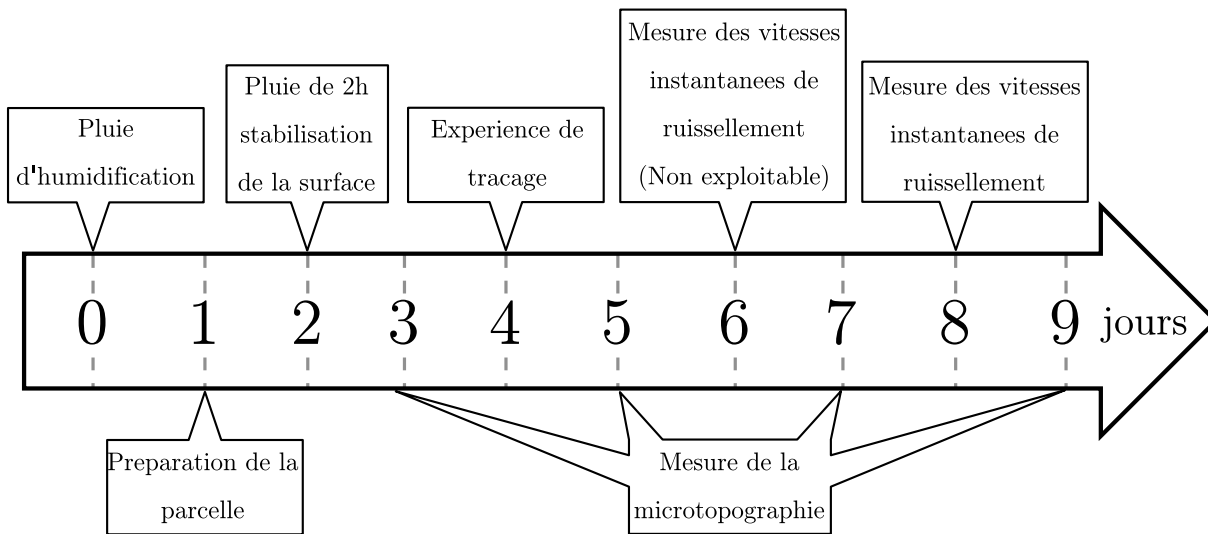 Pluie
d'humidification
Pluie de 2h
stabilisation
de la surface
Experience de
tracage
Mesure des vitesses
instantanees de
ruissellement
(Non exploitable)
Mesure des vitesses
instantanees de
ruissellement
0 1 2 3 4 5 6 7 8 9 jours
Preparation de la
parcelle
Mesure de la
microtopographie